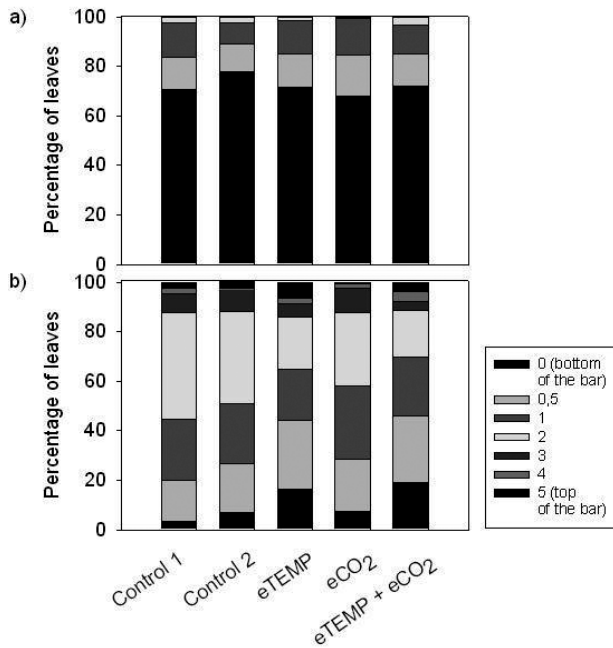 a)
100
80
60
40
20
0
Percentage of leaves
b)
100
80
60
40
20
0
Percentage of leaves
Control 1
Control 2
eTEMP
eCO2
eTEMP + eCO2
0 (bottom
of the bar)
0,5
1
2
3
4
5 (top
of the bar)